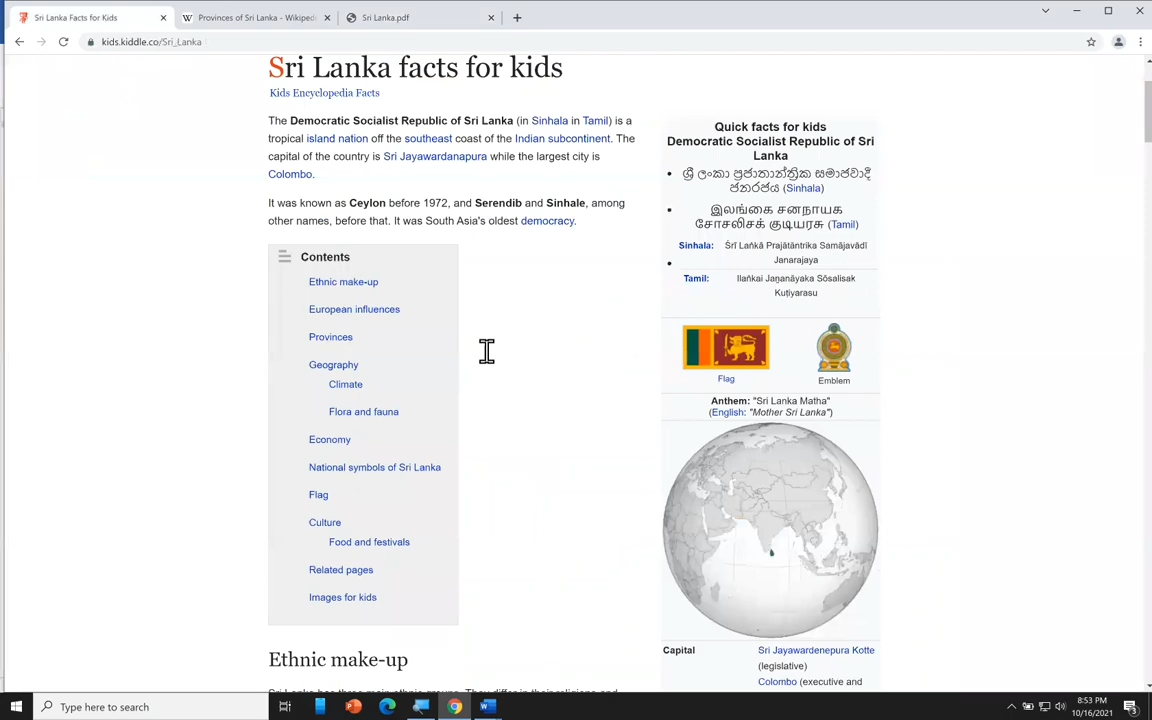 Sri Lanka Facts for Kids
Provinces of Sri Lanka - Wikiped
Sri Lanka.pdf
kids.kiddle.co/Sri_Lanka
Sri Lanka facts for kids
Kids Encyclopedia Facts
The Democratic Socialist Republic of Sri Lanka (in Sinhala in Tamil) is a
tropical island nation off the southeast coast of the Indian subcontinent. The
capital of the country is Sri Jayawardanapura while the largest city is
Colombo.
It was known as Ceylon before 1972, and Serendib and Sinhale, among
other names, before that. It was South Asia's oldest democracy.
Contents
Ethnic make-up
European influences
Provinces
Geography
Climate
Flora and fauna
Economy
National symbols of Sri Lanka
Flag
Culture
Food and festivals
Related pages
Images for kids
Ethnic make-up
Quick facts for kids
Democratic Socialist Republic of Sri
Lanka
ශ්‍රී ලංකා ප්‍රජාතාන්ත්‍රික සමාජවාදී
ජනරජය (Sinhala)
இலங்கை சனநாயக
சோசலிசக் குடியரசு (Tamil)
Sinhala: Śrī Laṅkā Prajātāntrika Samājavādī
Janarajaya
Tamil: Ilaṅkai Jaṉanāyaka Sōsalisak
Kuṭiyarasu
Flag
Emblem
Anthem: "Sri Lanka Matha"
(English: "Mother Sri Lanka")
Capital Sri Jayawardenepura Kotte
(legislative)
Colombo (executive and
Type here to search
8:53 PM
10/16/2021